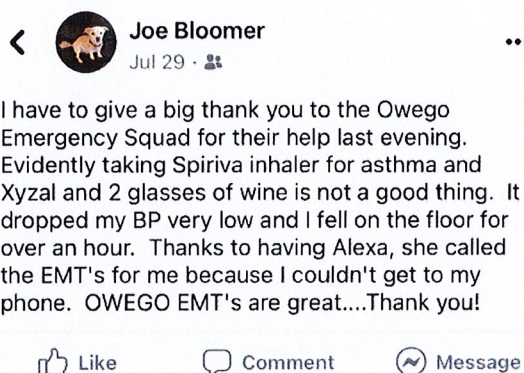 Joe Bloomer
Jul 29 ·
I have to give a big thank you to the Owego
Emergency Squad for their help last evening.
Evidently taking Spiriva inhaler for asthma and
Xyzal and 2 glasses of wine is not a good thing.  It
dropped my BP very low and I fell on the floor for
over an hour.  Thanks to having Alexa, she called
the EMT's for me because I couldn't get to my
phone.  OWEGO EMT's are great....Thank you!
Like Comment Message